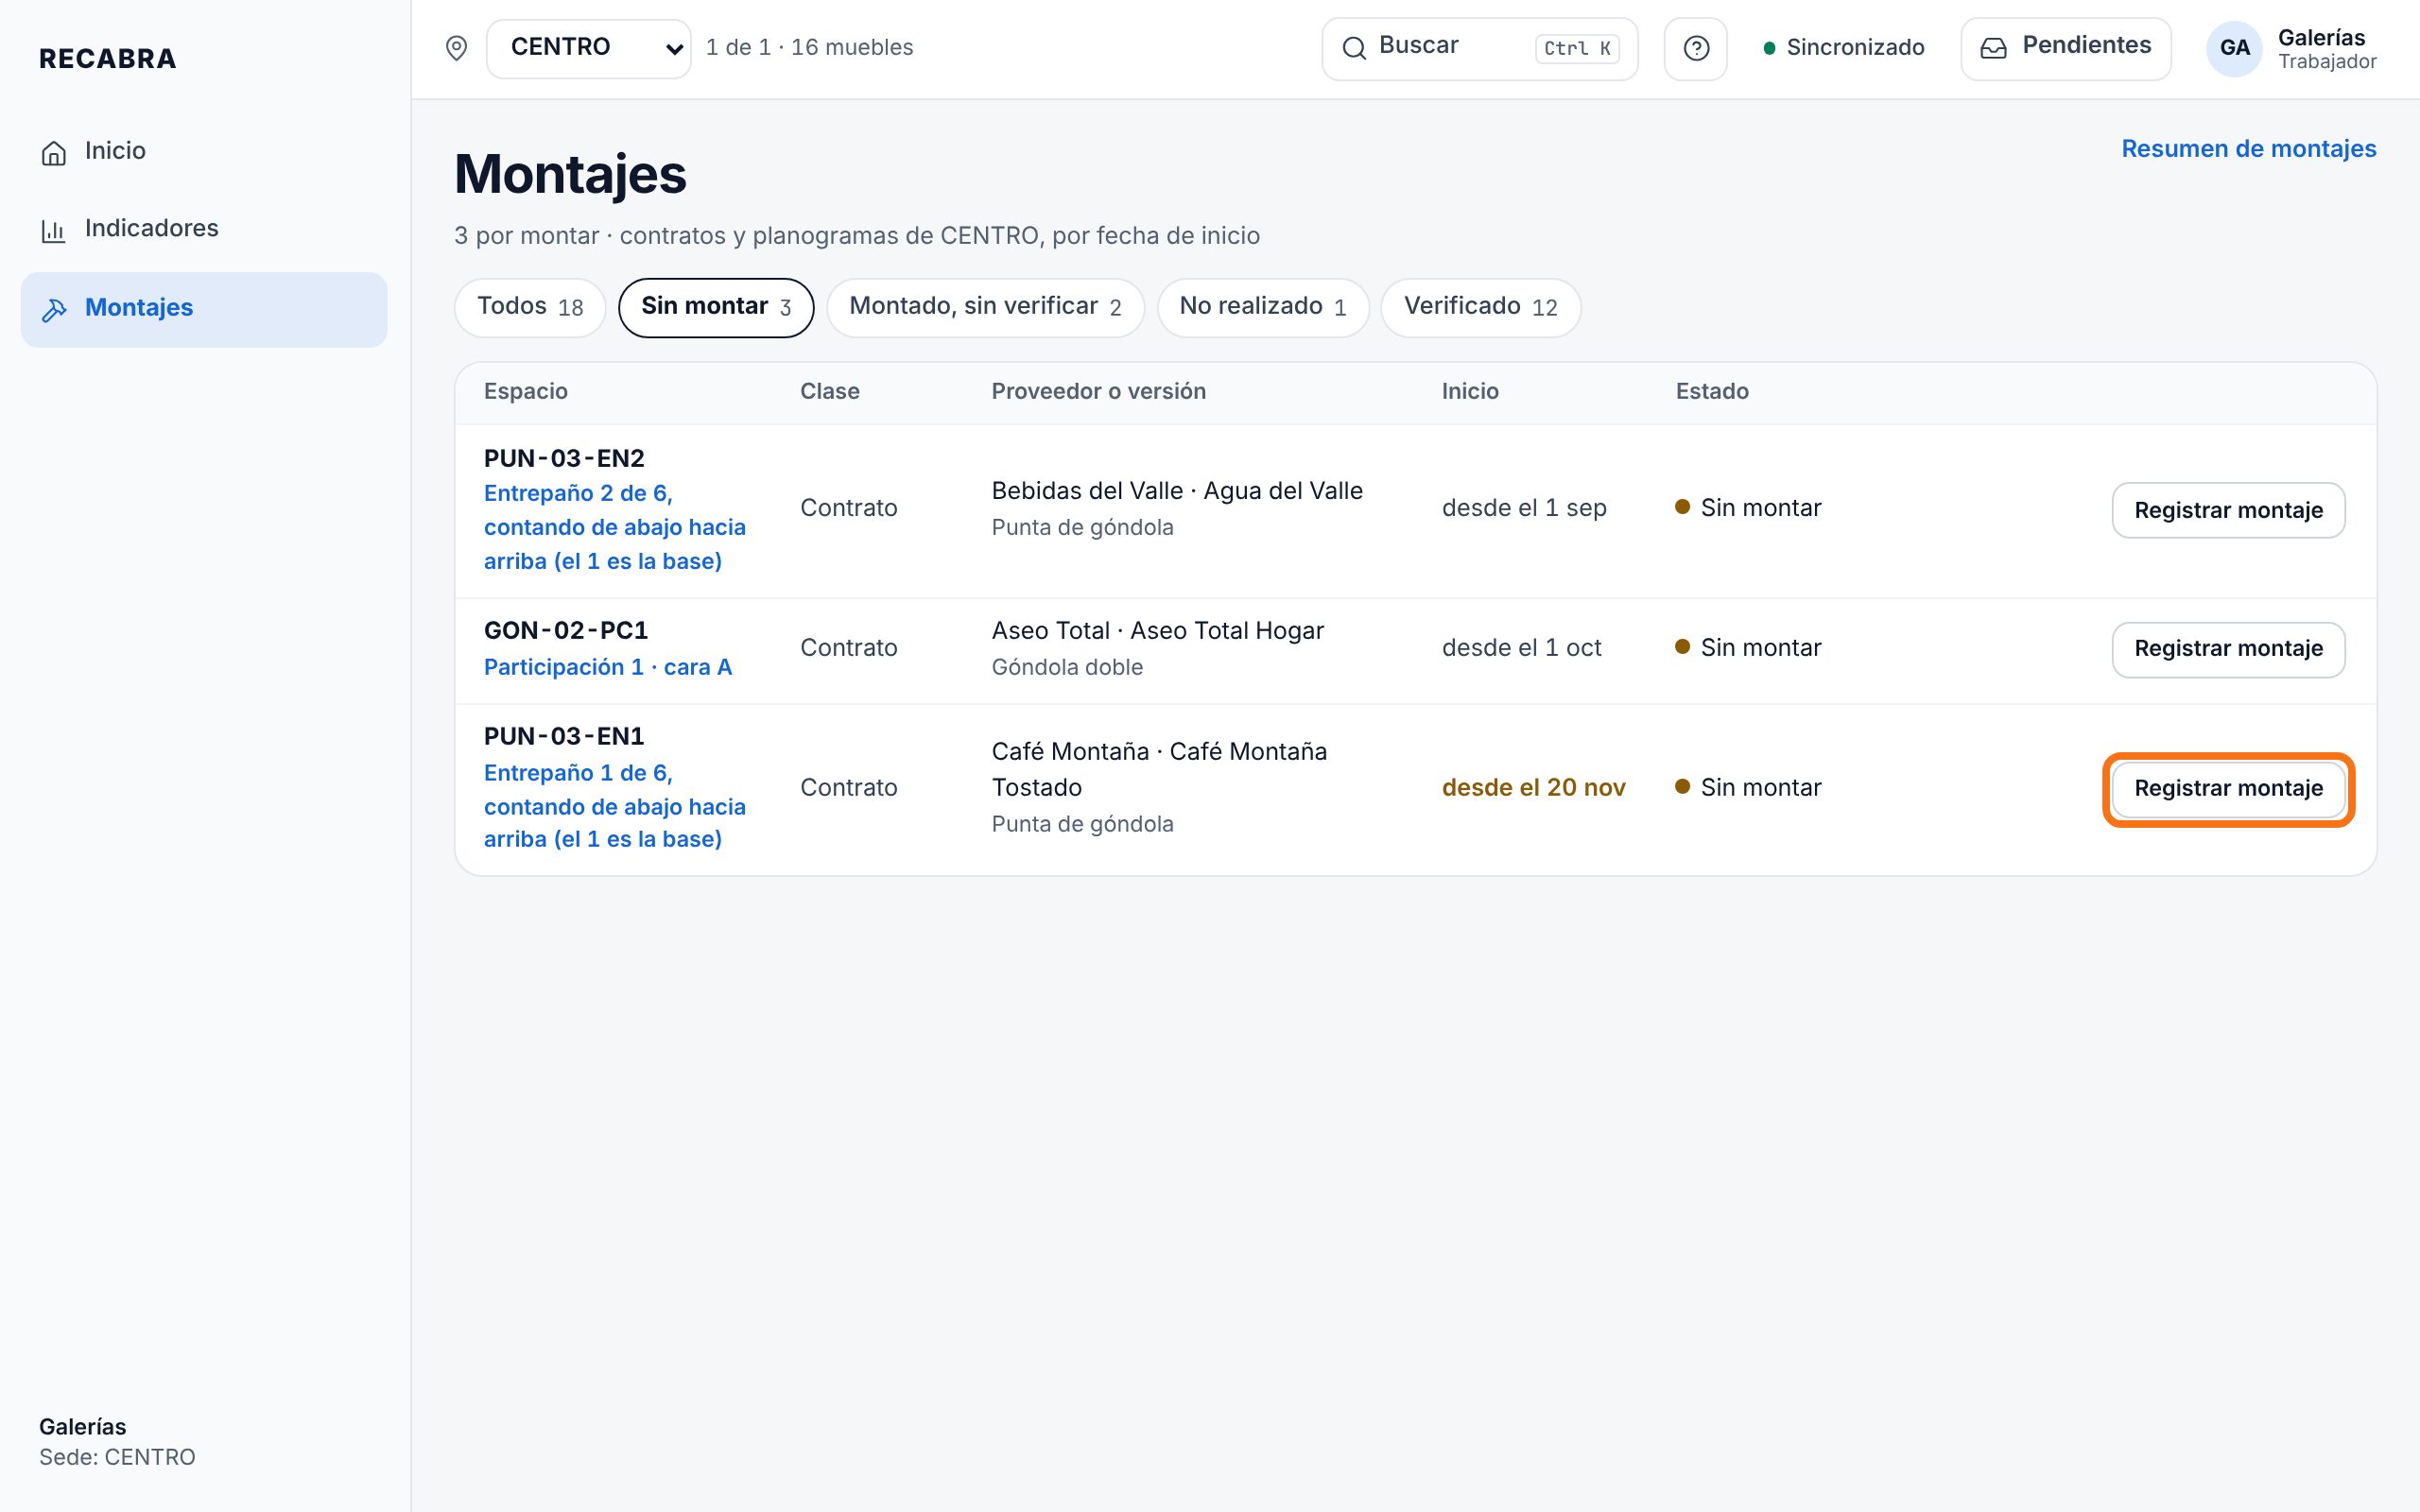 RECABRA
Inicio
Indicadores
Montajes
Galerías
Sede: CENTRO
CENTRO
1 de 1 · 16 muebles
Buscar
Ctrl K
Sincronizado
Pendientes
GA
Galerías
Trabajador
Montajes
Resumen de montajes
3 por montar · contratos y planogramas de CENTRO, por fecha de inicio
Todos 18
Sin montar 3
Montado, sin verificar 2
No realizado 1
Verificado 12
Espacio
Clase
Proveedor o versión
Inicio
Estado
PUN-03-EN2
Entrepaño 2 de 6,
contando de abajo hacia
arriba (el 1 es la base)
Contrato
Bebidas del Valle · Agua del Valle
Punta de góndola
desde el 1 sep
Sin montar
Registrar montaje
GON-02-PC1
Participación 1 · cara A
Contrato
Aseo Total · Aseo Total Hogar
Góndola doble
desde el 1 oct
Sin montar
Registrar montaje
PUN-03-EN1
Entrepaño 1 de 6,
contando de abajo hacia
arriba (el 1 es la base)
Contrato
Café Montaña · Café Montaña
Tostado
Punta de góndola
desde el 20 nov
Sin montar
Registrar montaje